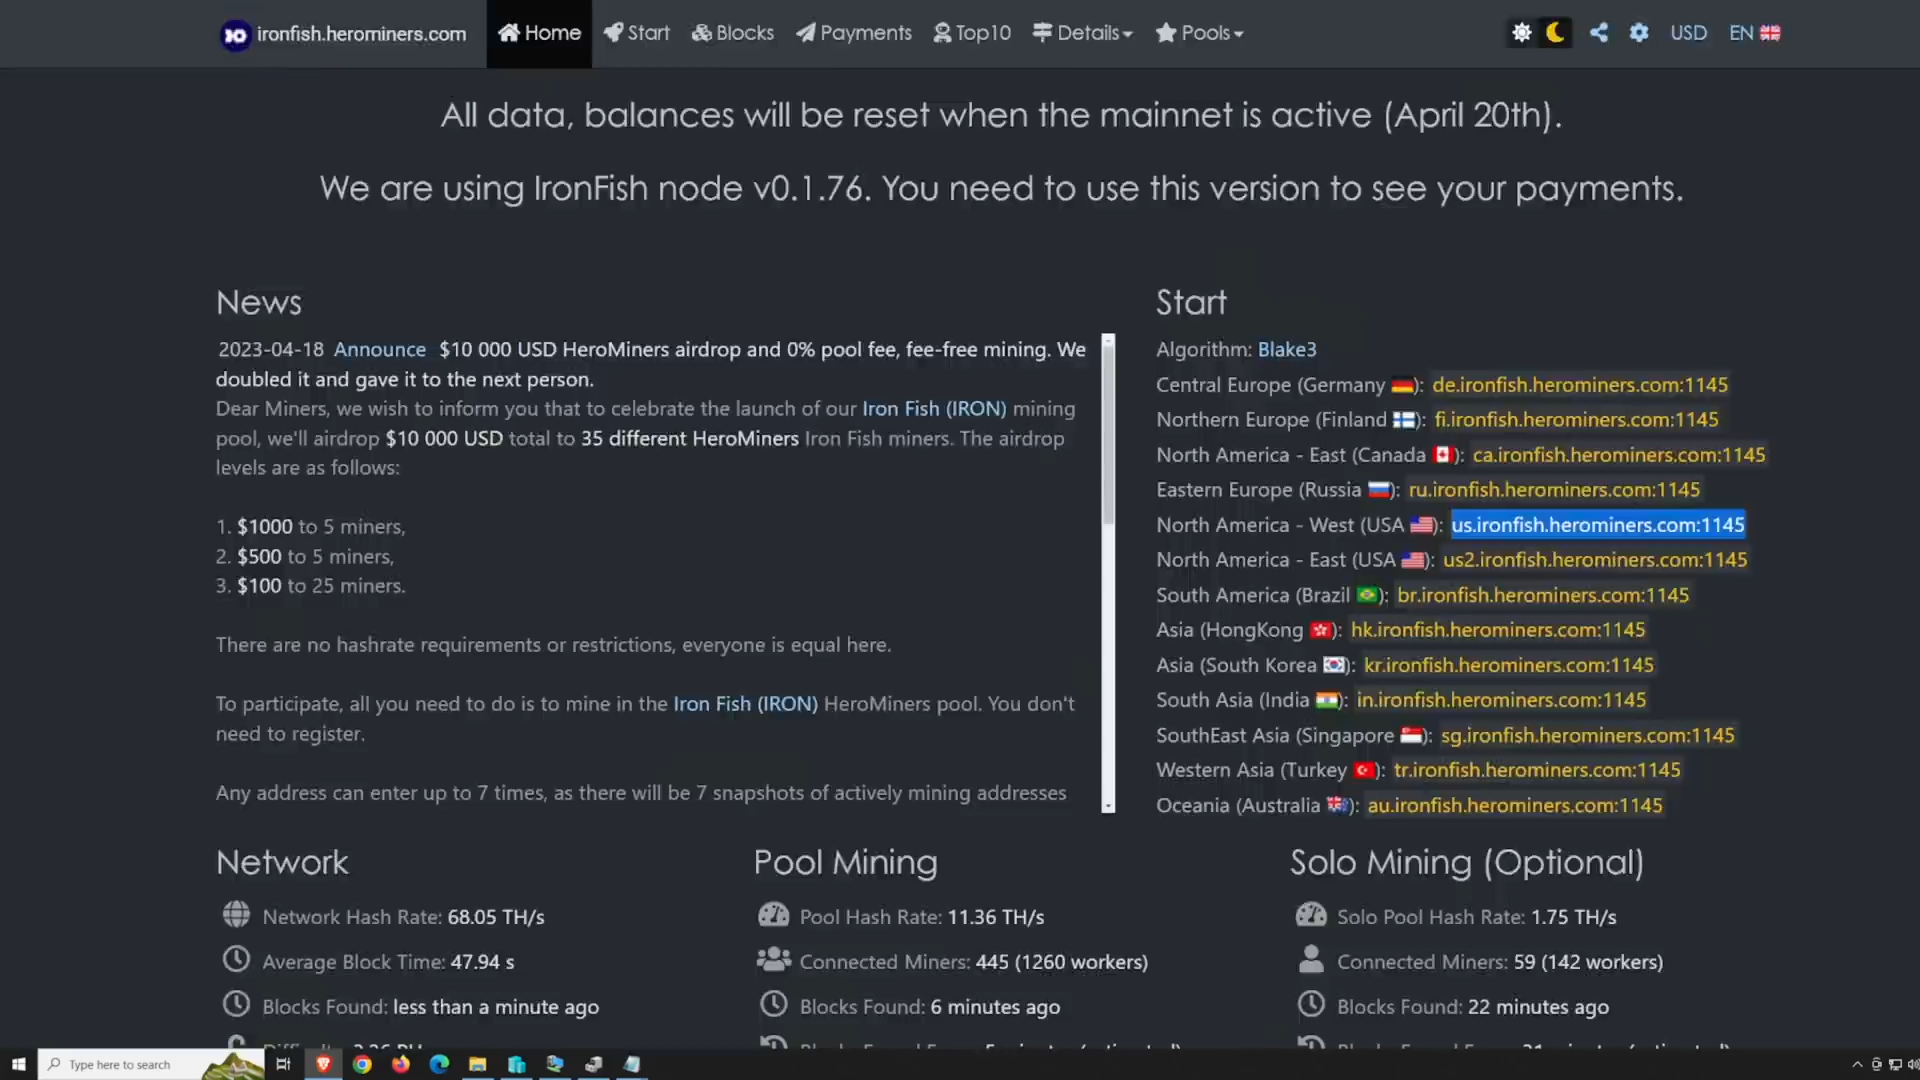 ironfish.herominers.com Home Start Blocks Payments Top10 Details Pools USD EN
All data, balances will be reset when the mainnet is active (April 20th).
We are using IronFish node v0.1.76. You need to use this version to see your payments.
News
2023-04-18 Announce $10 000 USD HeroMiners airdrop and 0% pool fee, fee-free mining. We
doubled it and gave it to the next person.
Dear Miners, we wish to inform you that to celebrate the launch of our Iron Fish (IRON) mining
pool, we'll airdrop $10 000 USD total to 35 different HeroMiners Iron Fish miners. The airdrop
levels are as follows:
1. $1000 to 5 miners,
2. $500 to 5 miners,
3. $100 to 25 miners.
There are no hashrate requirements or restrictions, everyone is equal here.
To participate, all you need to do is to mine in the Iron Fish (IRON) HeroMiners pool. You don't
need to register.
Any address can enter up to 7 times, as there will be 7 snapshots of actively mining addresses
Start
Algorithm: Blake3
Central Europe (Germany): de.ironfish.herominers.com:1145
Northern Europe (Finland): fi.ironfish.herominers.com:1145
North America - East (Canada): ca.ironfish.herominers.com:1145
Eastern Europe (Russia): ru.ironfish.herominers.com:1145
North America - West (USA): us.ironfish.herominers.com:1145
North America - East (USA): us2.ironfish.herominers.com:1145
South America (Brazil): br.ironfish.herominers.com:1145
Asia (HongKong): hk.ironfish.herominers.com:1145
Asia (South Korea): kr.ironfish.herominers.com:1145
South Asia (India): in.ironfish.herominers.com:1145
SouthEast Asia (Singapore): sg.ironfish.herominers.com:1145
Western Asia (Turkey): tr.ironfish.herominers.com:1145
Oceania (Australia): au.ironfish.herominers.com:1145
Network
Network Hash Rate: 68.05 TH/s
Average Block Time: 47.94 s
Blocks Found: less than a minute ago
Pool Mining
Pool Hash Rate: 11.36 TH/s
Connected Miners: 445 (1260 workers)
Blocks Found: 6 minutes ago
Solo Mining (Optional)
Solo Pool Hash Rate: 1.75 TH/s
Connected Miners: 59 (142 workers)
Blocks Found: 22 minutes ago
Type here to search